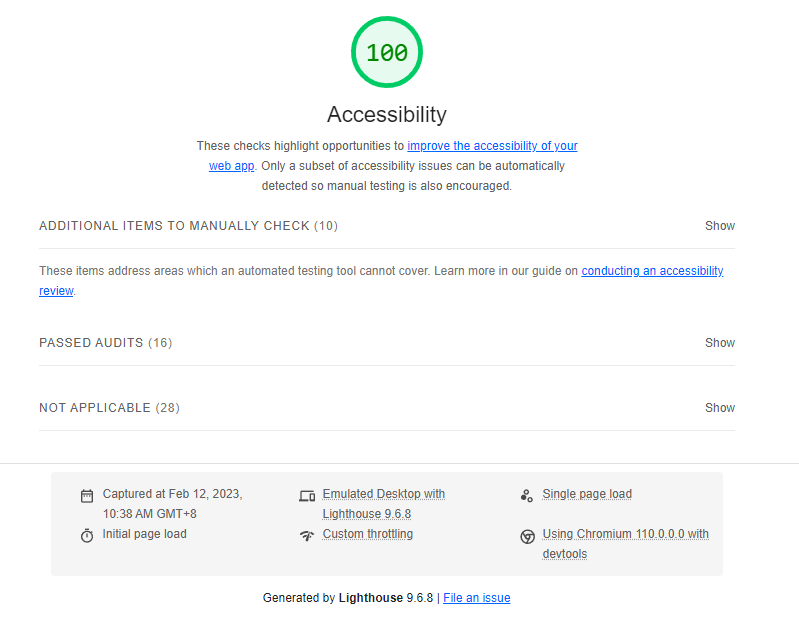 100
Accessibility
These checks highlight opportunities to improve the accessibility of your
web app. Only a subset of accessibility issues can be automatically
detected so manual testing is also encouraged.
ADDITIONAL ITEMS TO MANUALLY CHECK (10) Show
These items address areas which an automated testing tool cannot cover. Learn more in our guide on conducting an accessibility
review.
PASSED AUDITS (16) Show
NOT APPLICABLE (28) Show
Captured at Feb 12, 2023,
10:38 AM GMT+8
Initial page load
Emulated Desktop with
Lighthouse 9.6.8
Custom throttling
Single page load
Using Chromium 110.0.0.0 with
devtools
Generated by Lighthouse 9.6.8 | File an issue